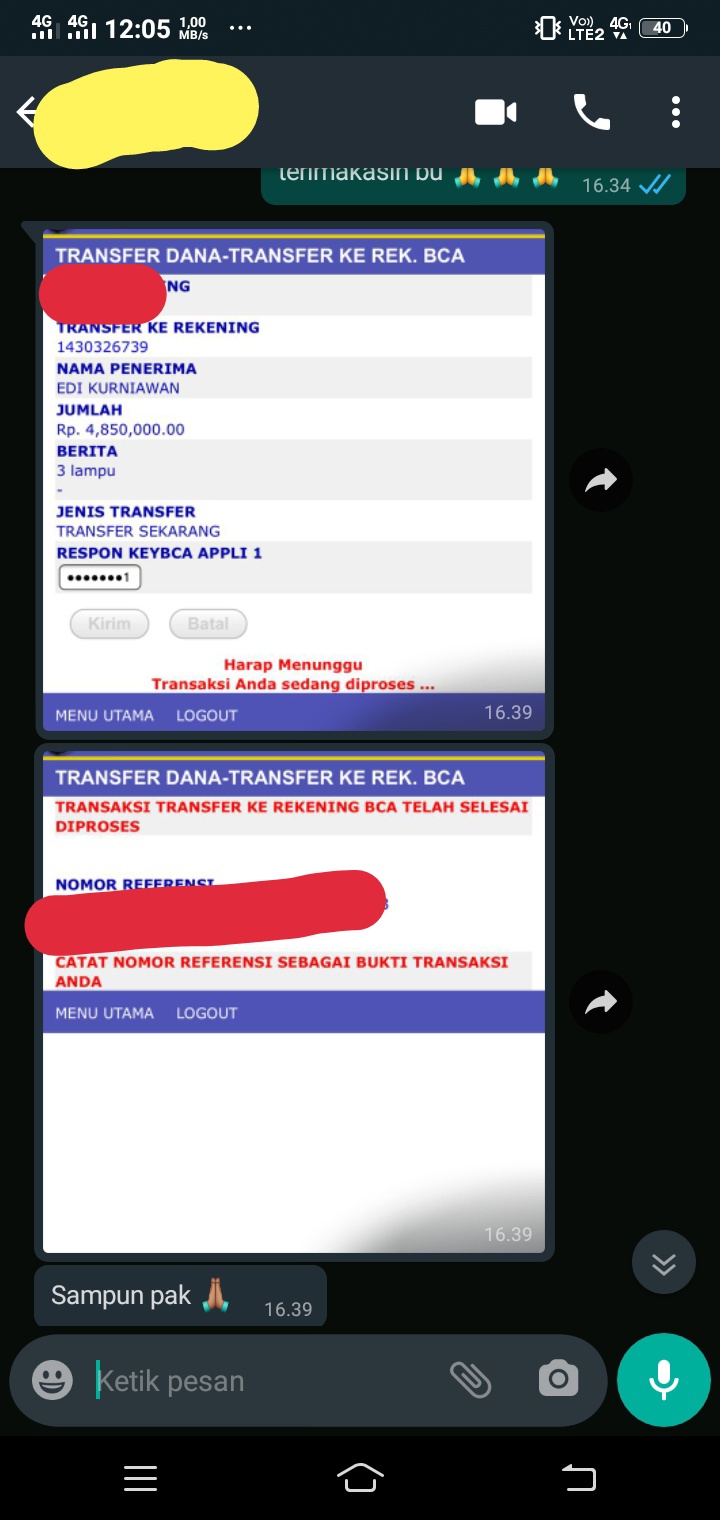 4G 4G 12:05 1,00 MB/s ... Vo)) LTE2 4G 40
terimakasih bu 🙏 🙏 🙏 16.34
TRANSFER DANA-TRANSFER KE REK. BCA
NG
TRANSFER KE REKENING
1430326739
NAMA PENERIMA
EDI KURNIAWAN
JUMLAH
Rp. 4,850,000.00
BERITA
3 lampu
-
JENIS TRANSFER
TRANSFER SEKARANG
RESPON KEYBCA APPLI 1
•••••••1
Kirim Batal
Harap Menunggu
Transaksi Anda sedang diproses ...
MENU UTAMA LOGOUT 16.39
TRANSFER DANA-TRANSFER KE REK. BCA
TRANSAKSI TRANSFER KE REKENING BCA TELAH SELESAI
DIPROSES
NOMOR REFERENSI
CATAT NOMOR REFERENSI SEBAGAI BUKTI TRANSAKSI
ANDA
MENU UTAMA LOGOUT
16.39
Sampun pak 🙏 16.39
Ketik pesan